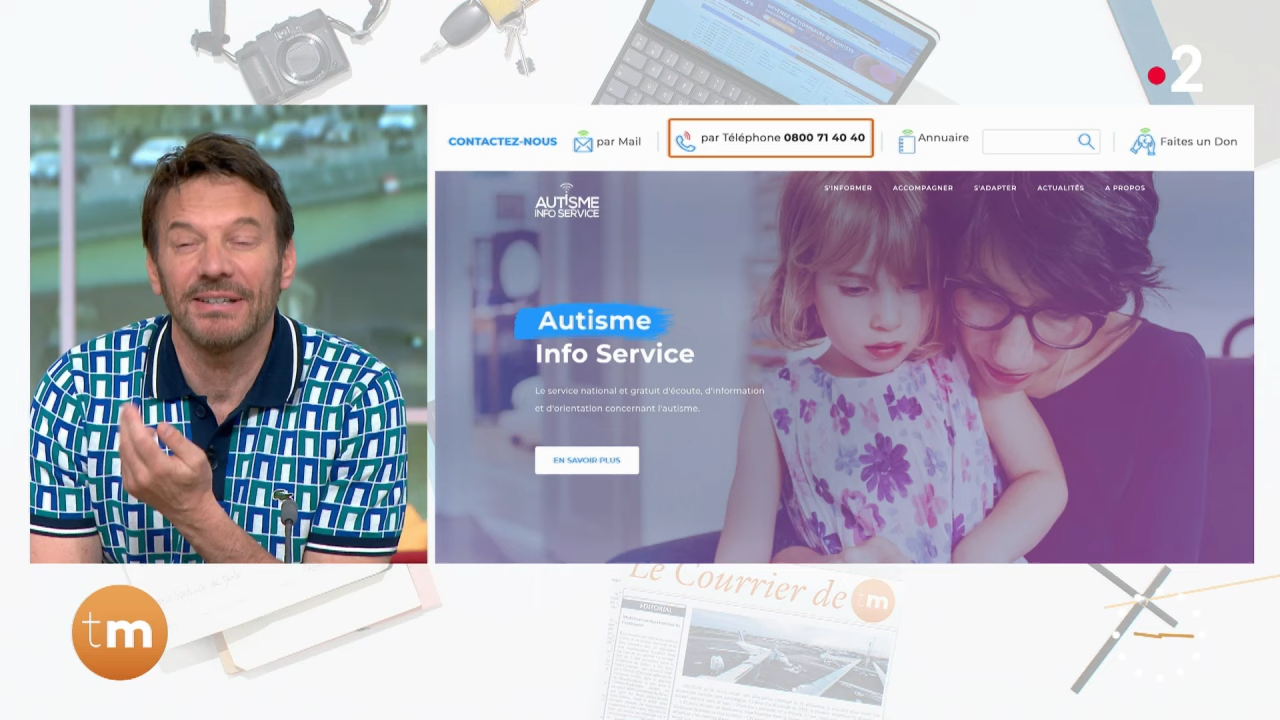 2
CONTACTEZ-NOUS
par Mail
par Téléphone 0800 71 40 40
Annuaire
Faites un Don
S'INFORMER
ACCOMPAGNER
S'ADAPTER
ACTUALITÉS
A PROPOS
AUTISME
INFO SERVICE
Autisme
Info Service
Le service national et gratuit d'écoute, d'information
et d'orientation concernant l'autisme.
EN SAVOIR PLUS
Le Courrier de tm
EDITORIAL
tm